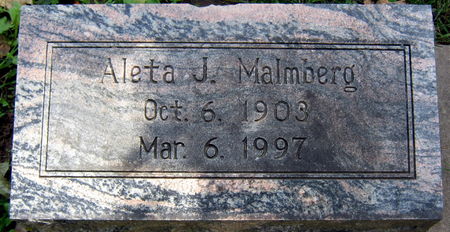 Aleta J. Malmberg
Oct. 6, 1903
Mar. 6, 1997